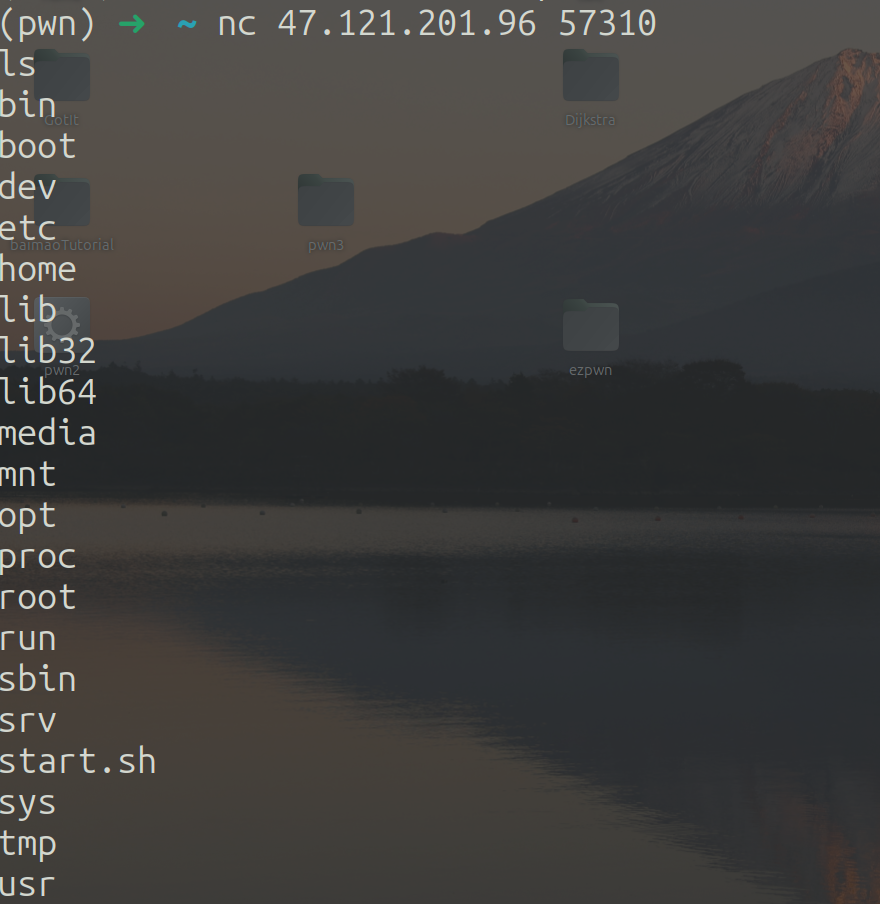 (pwn) → ~ nc 47.121.201.96 57310
ls
bin
Gotit
Dijkstra
boot
dev
etc
baimaoTutorial
pwn3
home
lib
lib32
pwn2
ezpwn
lib64
media
mnt
opt
proc
root
run
sbin
srv
start.sh
sys
tmp
usr